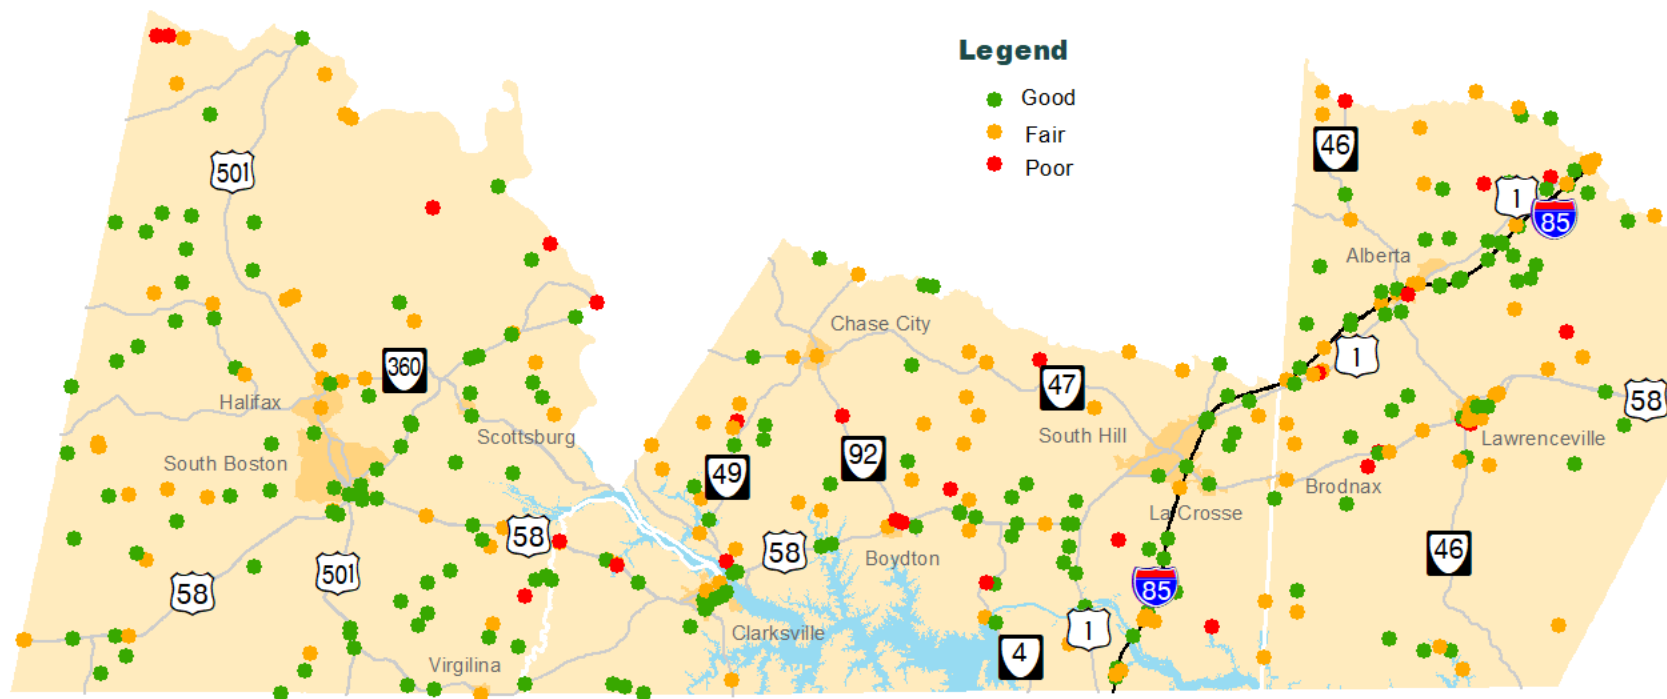 Legend
Good
Fair
Poor
46
501
1
85
Alberta
Chase City
1
360
47
58
Halifax
Scottsburg
South Hill
Lawrenceville
South Boston
49
92
Brodnax
La Crosse
58
58
Boydton
46
501
58
85
Clarksville
1
4
Virgilina